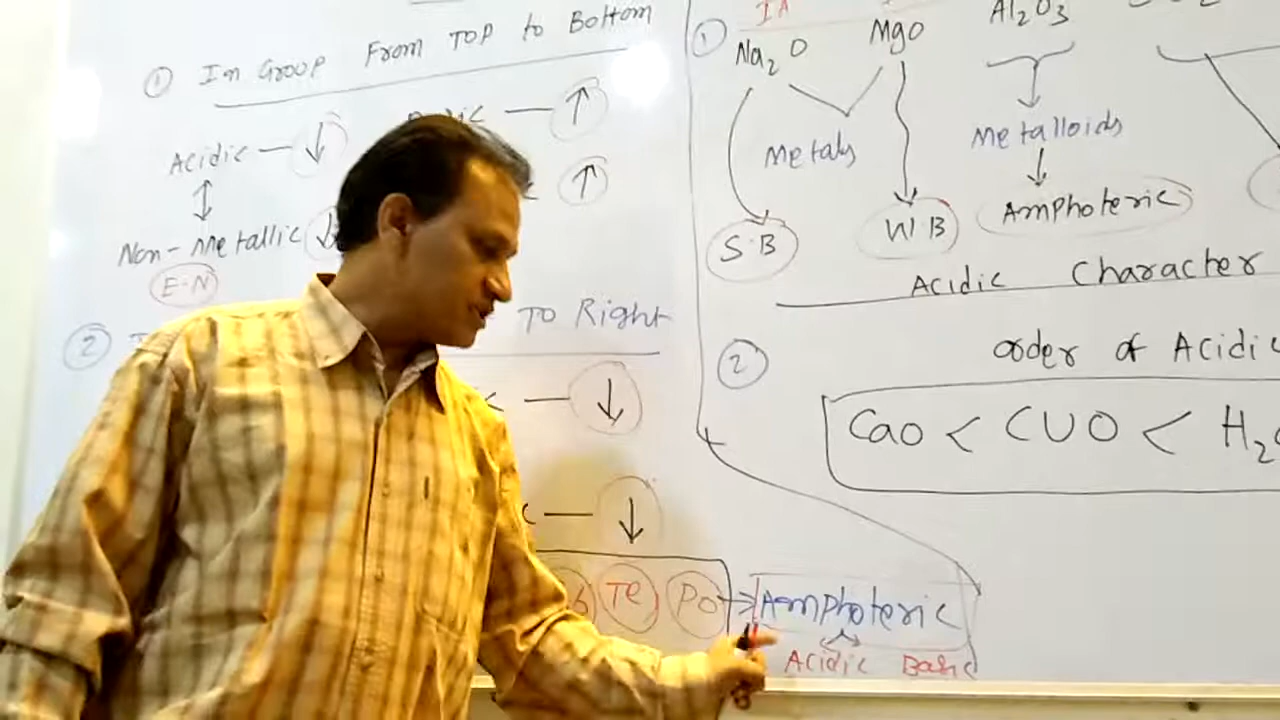 ① In Group From Top to Bottom
Acidic — ↓
— ↑
↑
Non-Metallic ↓
E-N
②
To Right
— ↓
c — ↓
Te Po → Amphoteric
Acidic Basic
① IA
Na2O MgO Al2O3
Metals
Metalloids
S·B
W B
Amphoteric
Acidic Character
②
order of Acidic
CaO < CUO < H2O